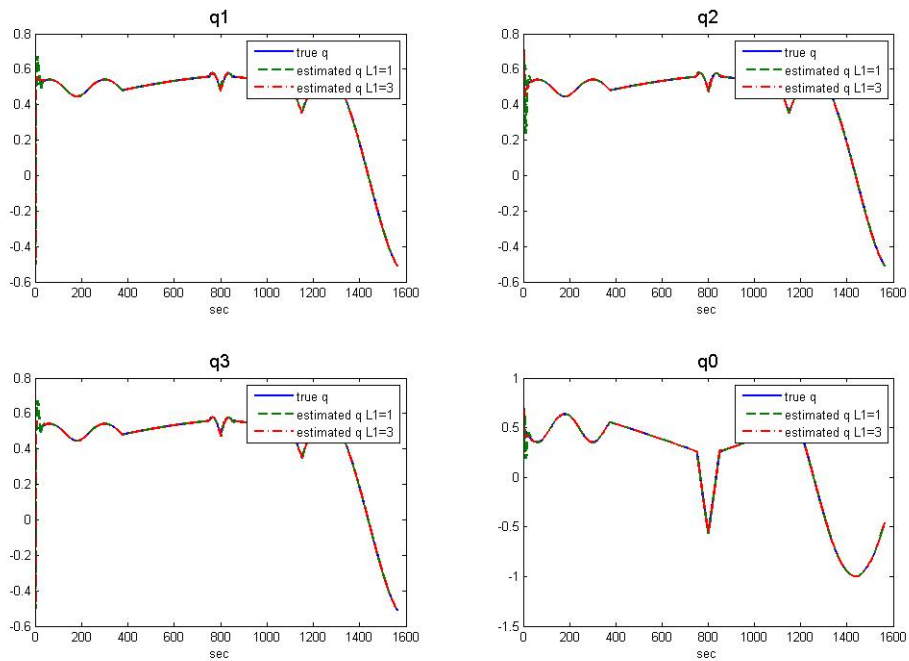 q1
0.8
0.6
0.4
0.2
0
-0.2
-0.4
-0.6
0 200 400 600 800 1000 1200 1400 1600
sec
true q
estimated q L1=1
estimated q L1=3
q2
0.8
0.6
0.4
0.2
0
-0.2
-0.4
-0.6
0 200 400 600 800 1000 1200 1400 1600
sec
true q
estimated q L1=1
estimated q L1=3
q3
0.8
0.6
0.4
0.2
0
-0.2
-0.4
-0.6
0 200 400 600 800 1000 1200 1400 1600
sec
true q
estimated q L1=1
estimated q L1=3
q0
1
0.5
0
-0.5
-1
-1.5
0 200 400 600 800 1000 1200 1400 1600
sec
true q
estimated q L1=1
estimated q L1=3